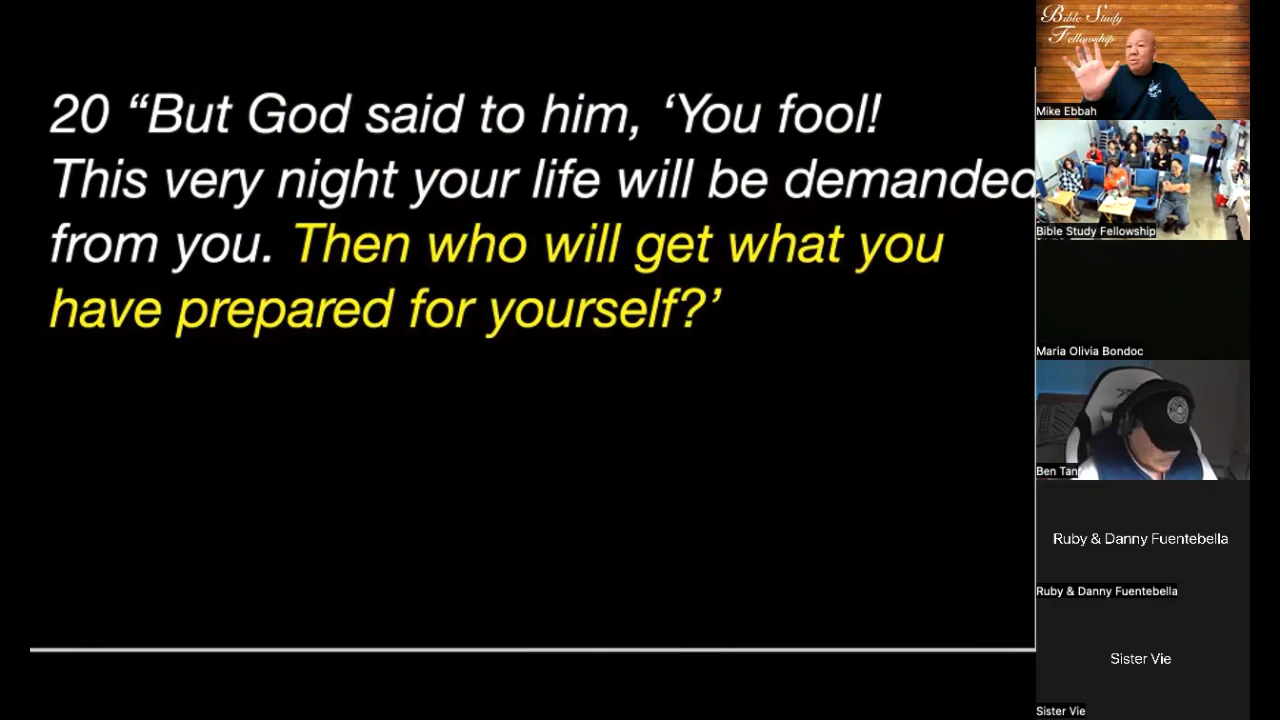 20 “But God said to him, ‘You fool!
This very night your life will be demanded
from you. Then who will get what you
have prepared for yourself?’
Bible Study
Fellowship
Mike Ebbah
Bible Study Fellowship
Maria Olivia Bondoc
Ben Tan
Ruby & Danny Fuentebella
Ruby & Danny Fuentebella
Sister Vie
Sister Vie